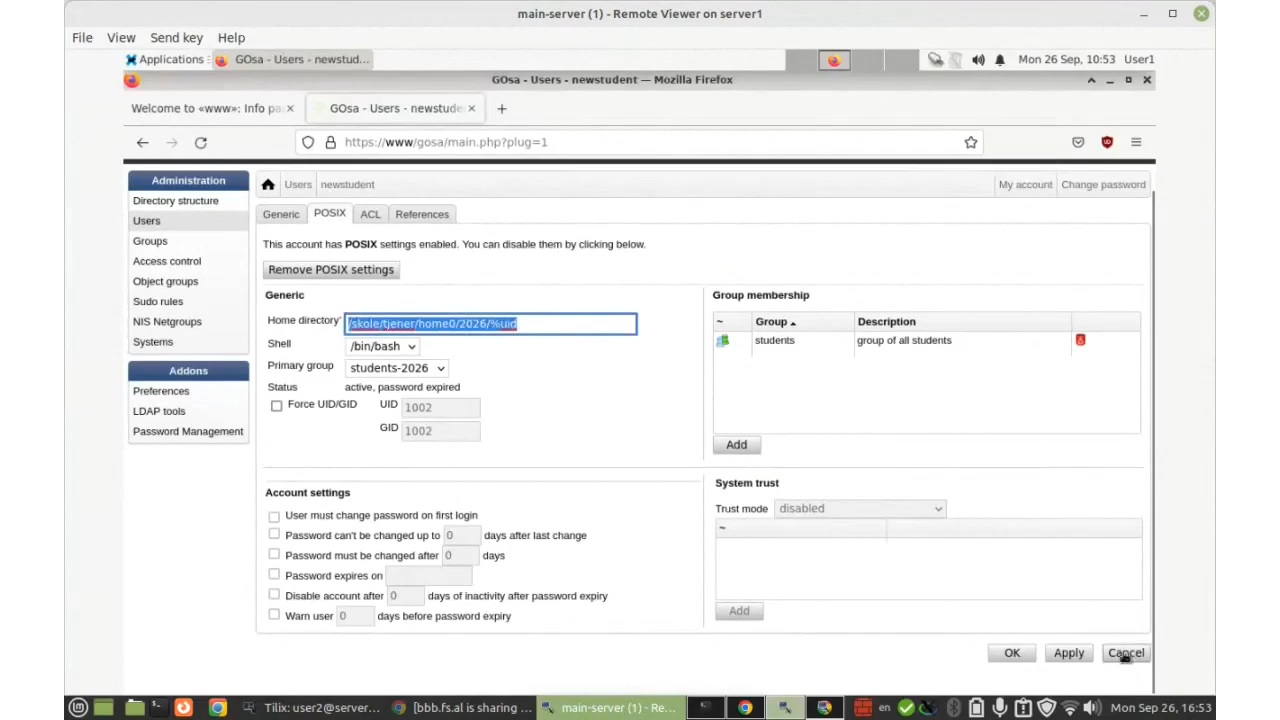 main-server (1) - Remote Viewer on server1
File View Send key Help
Applications GOsa - Users - newstud... Mon 26 Sep, 10:53 User1
GOsa - Users - newstudent — Mozilla Firefox
Welcome to «www»: Info pa GOsa - Users - newstude
https://www/gosa/main.php?plug=1
Administration
Directory structure
Users
Groups
Access control
Object groups
Sudo rules
NIS Netgroups
Systems
Addons
Preferences
LDAP tools
Password Management
Users newstudent My account Change password
Generic POSIX ACL References
This account has POSIX settings enabled. You can disable them by clicking below.
Remove POSIX settings
Generic
Home directory* /skole/tjener/home0/2026/%uid
Shell /bin/bash
Primary group students-2026
Status active, password expired
Force UID/GID UID 1002
GID 1002
Group membership
~ Group Description
students group of all students
Add
Account settings
User must change password on first login
Password can't be changed up to 0 days after last change
Password must be changed after 0 days
Password expires on
Disable account after 0 days of inactivity after password expiry
Warn user 0 days before password expiry
System trust
Trust mode disabled
~
Add
OK Apply Cancel
Tilix: user2@server... [bbb.fs.al is sharing ... main-server (1) - Re... en Mon Sep 26, 16:53